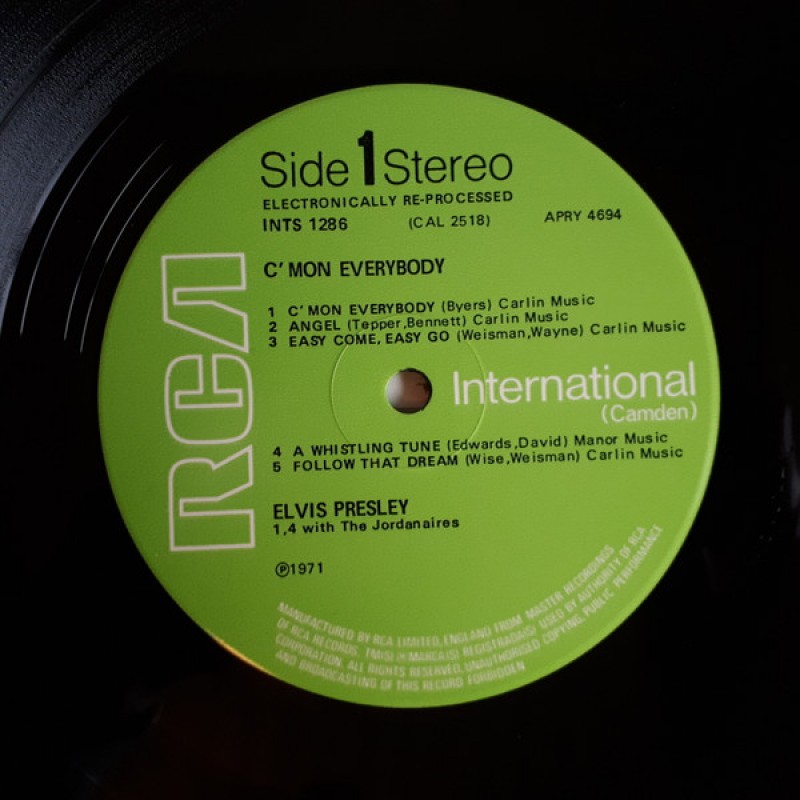 Side 1 Stereo
ELECTRONICALLY RE-PROCESSED
INTS 1286 (CAL 2518) APRY 4694
C'MON EVERYBODY
1 C'MON EVERYBODY (Byers) Carlin Music
2 ANGEL (Tepper,Bennett) Carlin Music
3 EASY COME, EASY GO (Weisman,Wayne) Carlin Music
RCA
International
(Camden)
4 A WHISTLING TUNE (Edwards,David) Manor Music
5 FOLLOW THAT DREAM (Wise,Weisman) Carlin Music
ELVIS PRESLEY
1,4 with The Jordanaires
℗1971
MANUFACTURED BY RCA LIMITED, ENGLAND FROM MASTER RECORDINGS
OF RCA RECORDS. TM(S) ® MARCA(S) REGISTRADA(S) USED BY AUTHORITY OF RCA
CORPORATION. ALL RIGHTS RESERVED. UNAUTHORISED COPYING, PUBLIC PERFORMANCE
AND BROADCASTING OF THIS RECORD FORBIDDEN